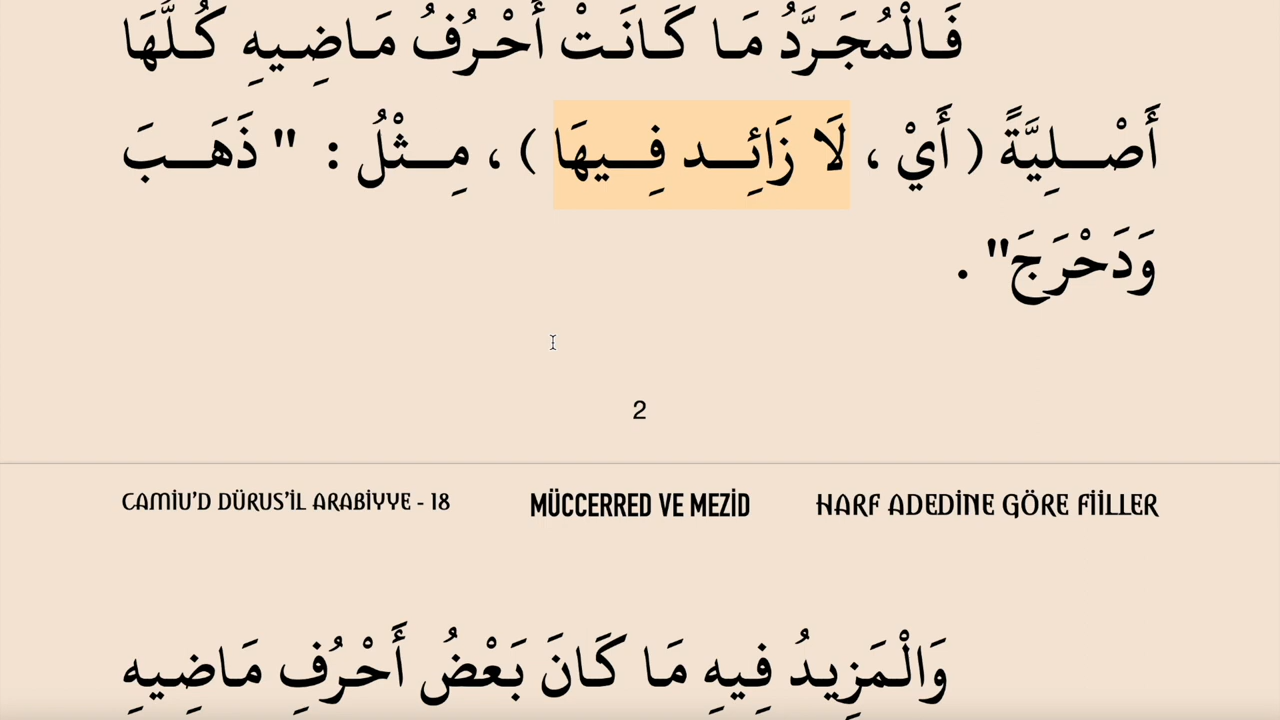 فَالْمُجَرَّدُ مَا كَانَتْ أَحْرُفُ مَاضِيهِ كُلُّهَا
أَصْلِيَّةً ( أَيْ ، لَا زَائِد فِيهَا ) ، مِثْلُ : " ذَهَبَ
وَدَحْرَجَ" .
2
CAMİU'D DÜRUS'İL ARABİYYE - 18 MÜCCERRED VE MEZİD HARF ADEDİNE GÖRE FİİLLER
وَالْمَزِيدُ فِيهِ مَا كَانَ بَعْضُ أَحْرُفِ مَاضِيهِ